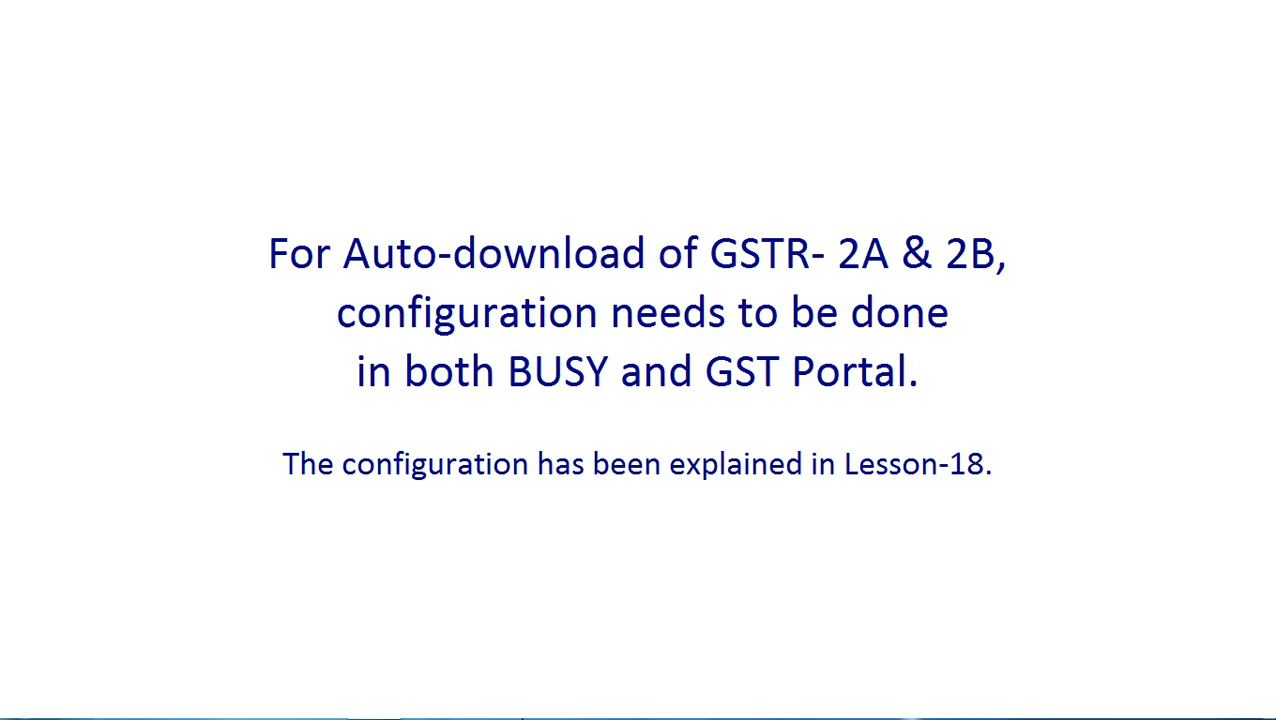 For Auto-download of GSTR- 2A & 2B,
configuration needs to be done
in both BUSY and GST Portal.
The configuration has been explained in Lesson-18.